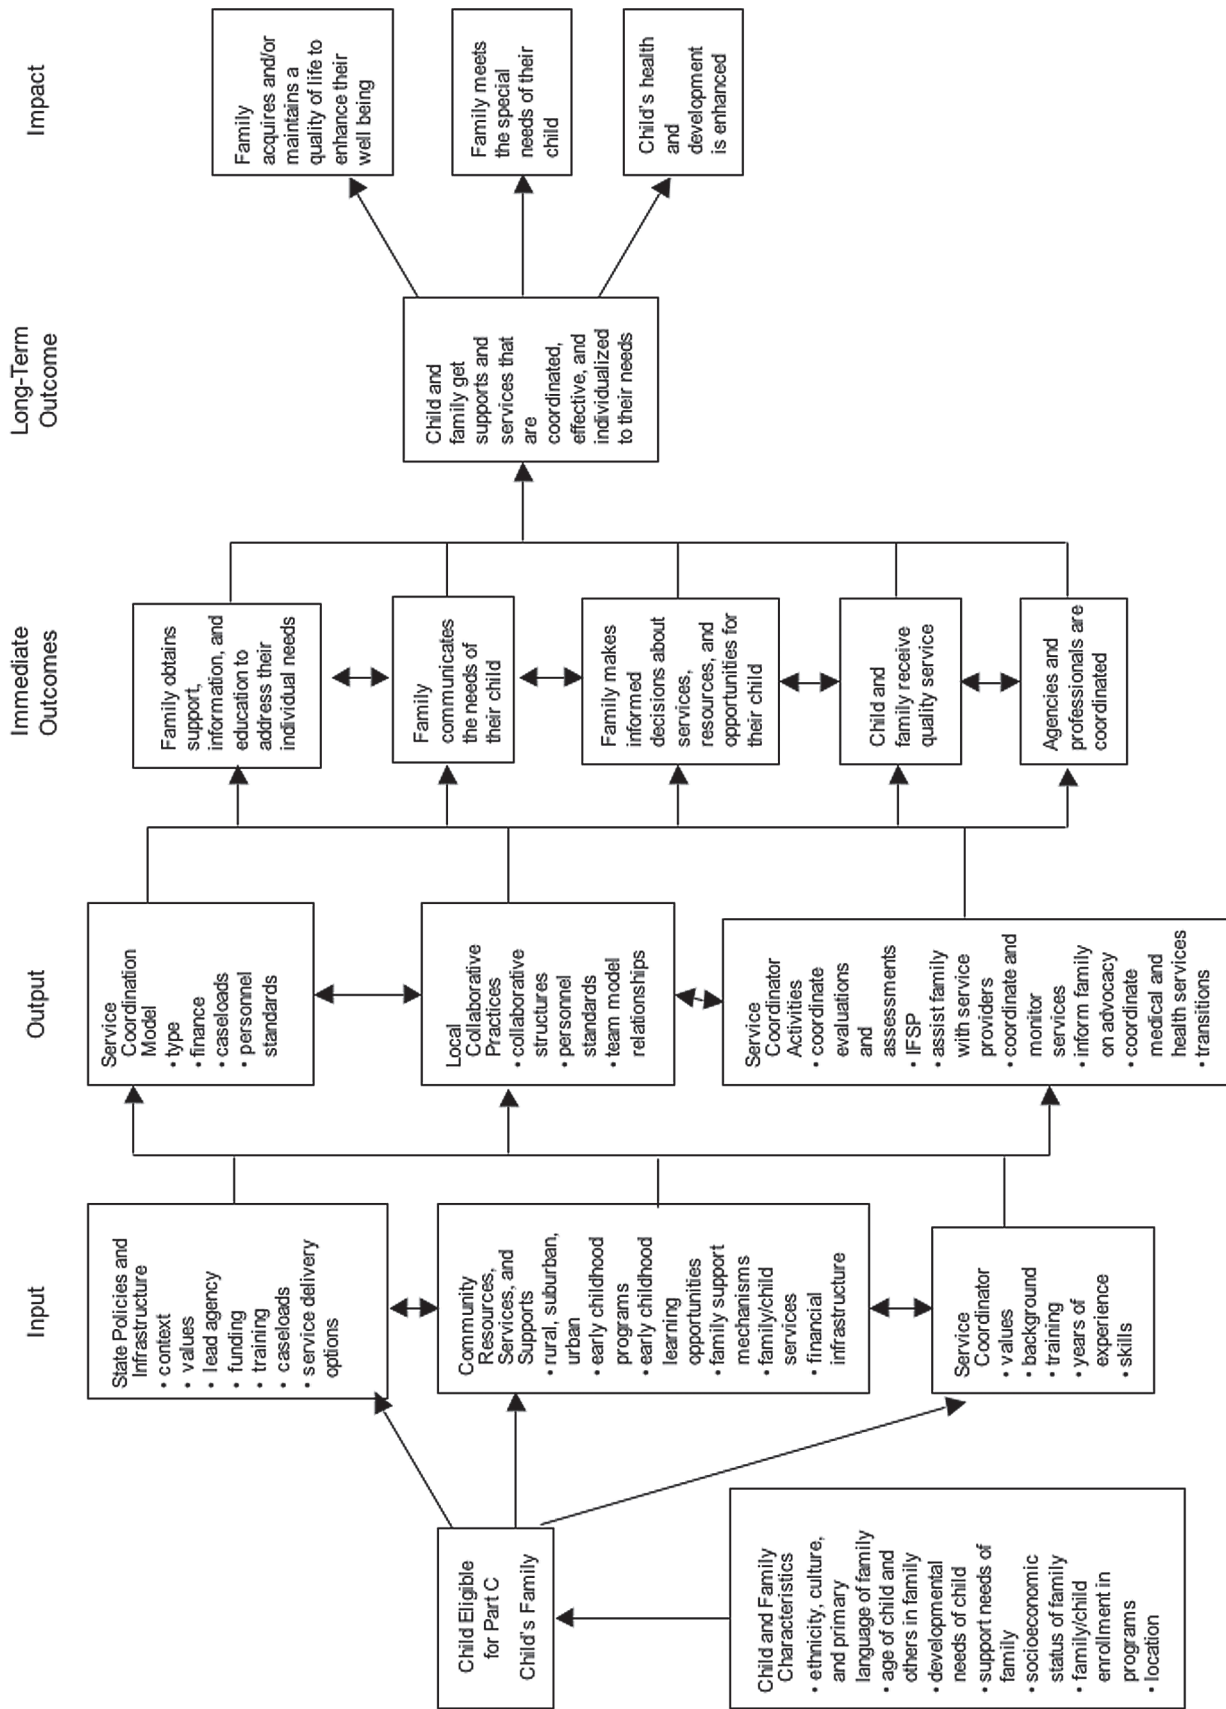 Input
Output
Immediate
Outcomes
Long-Term
Outcome
Impact
Child Eligible
for Part C
Child's Family
Child and Family
Characteristics
• ethnicity, culture,
and primary
language of family
• age of child and
others in family
• developmental
needs of child
• support needs of
family
• socioeconomic
status of family
• family/child
enrollment in
programs
• location
State Policies and
Infrastructure
• context
• values
• lead agency
• funding
• training
• caseloads
• service delivery
options
Community
Resources,
Services, and
Supports
• rural, suburban,
urban
• early childhood
programs
• early childhood
learning
opportunities
• family support
mechanisms
• family/child
services
• financial
infrastructure
Service
Coordinator
• values
• background
• training
• years of
experience
• skills
Service
Coordination
Model
• type
• finance
• caseloads
• personnel
standards
Local
Collaborative
Practices
• collaborative
structures
• personnel
standards
• team model
relationships
Service
Coordinator
Activities
• coordinate
evaluations
and
assessments
• IFSP
• assist family
with service
providers
• coordinate and
monitor
services
• inform family
on advocacy
• coordinate
medical and
health services
• transitions
Family obtains
support,
information, and
education to
address their
individual needs
Family
communicates
the needs of
their child
Family makes
informed
decisions about
services,
resources, and
opportunities for
their child
Child and
family receive
quality service
Agencies and
professionals are
coordinated
Child and
family get
supports and
services that
are
coordinated,
effective, and
individualized
to their needs
Family
acquires and/or
maintains a
quality of life to
enhance their
well being
Family meets
the special
needs of their
child
Child's health
and
development
is enhanced